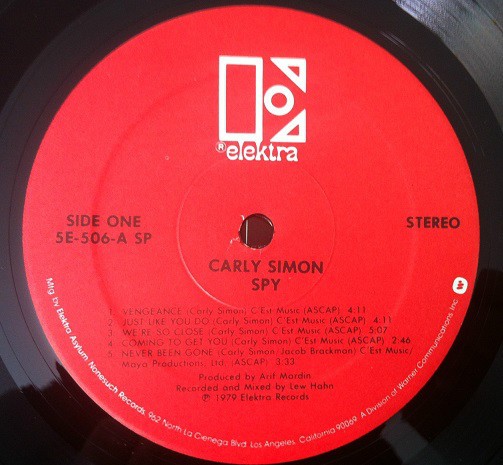 ® elektra
SIDE ONE
5E-506-A SP
STEREO
CARLY SIMON
SPY
1. VENGEANCE (Carly Simon) C'Est Music (ASCAP) 4:11
2. JUST LIKE YOU DO (Carly Simon) C'Est Music (ASCAP) 4:11
3. WE'RE SO CLOSE (Carly Simon) C'Est Music (ASCAP) 5:07
4. COMING TO GET YOU (Carly Simon) C'Est Music (ASCAP) 2:46
5. NEVER BEEN GONE (Carly Simon/Jacob Brackman) C'Est Music/
Maya Productions, Ltd. (ASCAP) 3:33
Produced by Arif Mardin
Recorded and Mixed by Lew Hahn
℗ 1979 Elektra Records
Mfg by Elektra Asylum Nonesuch Records, 962 North La Cienega Blvd. Los Angeles, California 90069. A Division of Warner Communications Inc.